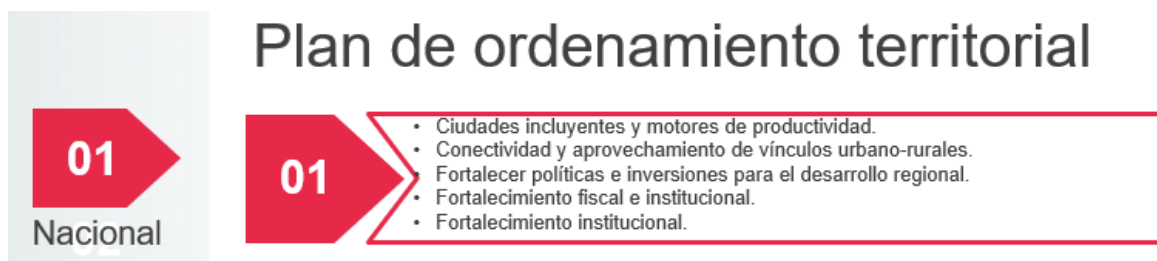 Plan de ordenamiento territorial
01
Nacional
02
01
• Ciudades incluyentes y motores de productividad.
• Conectividad y aprovechamiento de vínculos urbano-rurales.
• Fortalecer políticas e inversiones para el desarrollo regional.
• Fortalecimiento fiscal e institucional.
• Fortalecimiento institucional.